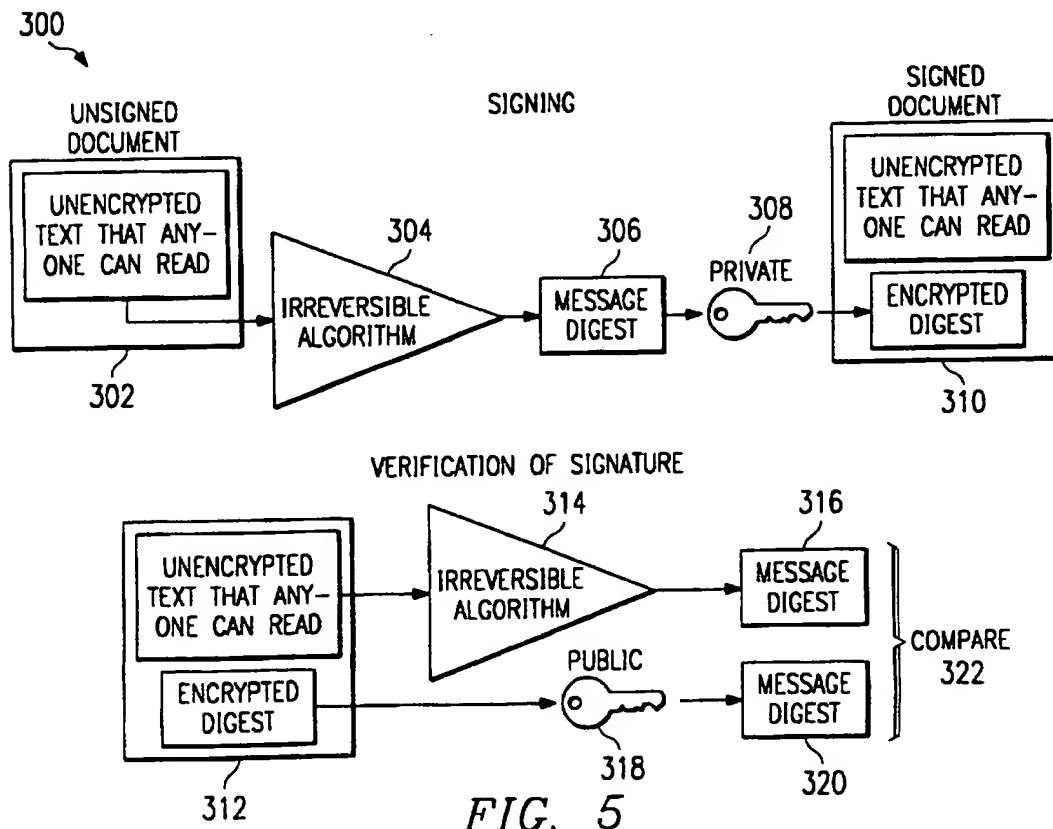 300
UNSIGNED
DOCUMENT
UNENCRYPTED
TEXT THAT ANY-
ONE CAN READ
302
SIGNING
304
IRREVERSIBLE
ALGORITHM
306
MESSAGE
DIGEST
308
PRIVATE
SIGNED
DOCUMENT
UNENCRYPTED
TEXT THAT ANY-
ONE CAN READ
ENCRYPTED
DIGEST
310
VERIFICATION OF SIGNATURE
UNENCRYPTED
TEXT THAT ANY-
ONE CAN READ
ENCRYPTED
DIGEST
312
314
IRREVERSIBLE
ALGORITHM
316
MESSAGE
DIGEST
PUBLIC
318
MESSAGE
DIGEST
320
COMPARE
322
FIG. 5